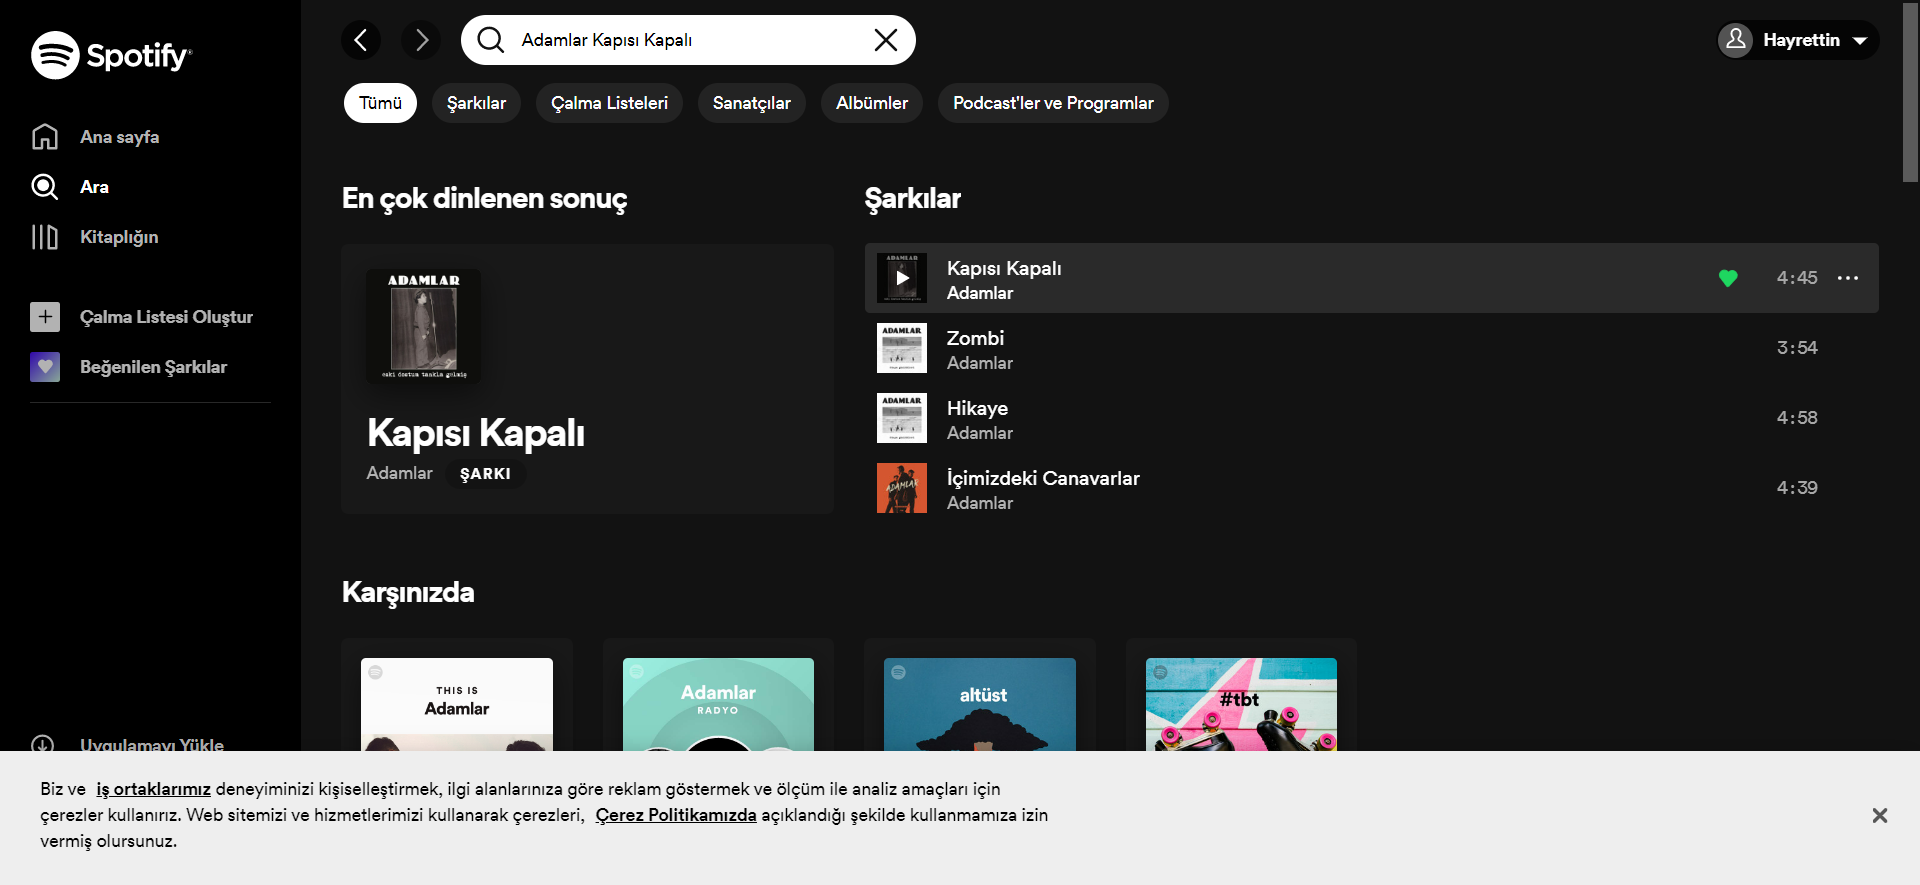 Spotify
Ana sayfa
Ara
Kitaplığın
Çalma Listesi Oluştur
Beğenilen Şarkılar
Uygulamayı Yükle
Adamlar Kapısı Kapalı
Hayrettin
Tümü
Şarkılar
Çalma Listeleri
Sanatçılar
Albümler
Podcast'ler ve Programlar
En çok dinlenen sonuç
ADAMLAR
eski dostum tankla gelmiş
Kapısı Kapalı
Adamlar ŞARKI
Şarkılar
Kapısı Kapalı
Adamlar
4:45
ADAMLAR
Zombi
Adamlar
3:54
ADAMLAR
Hikaye
Adamlar
4:58
ADAMLAR
İçimizdeki Canavarlar
Adamlar
4:39
Karşınızda
THIS IS
Adamlar
Adamlar
RADYO
altüst
#tbt
Biz ve iş ortaklarımız deneyiminizi kişiselleştirmek, ilgi alanlarınıza göre reklam göstermek ve ölçüm ile analiz amaçları için
çerezler kullanırız. Web sitemizi ve hizmetlerimizi kullanarak çerezleri, Çerez Politikamızda açıklandığı şekilde kullanmamıza izin
vermiş olursunuz.